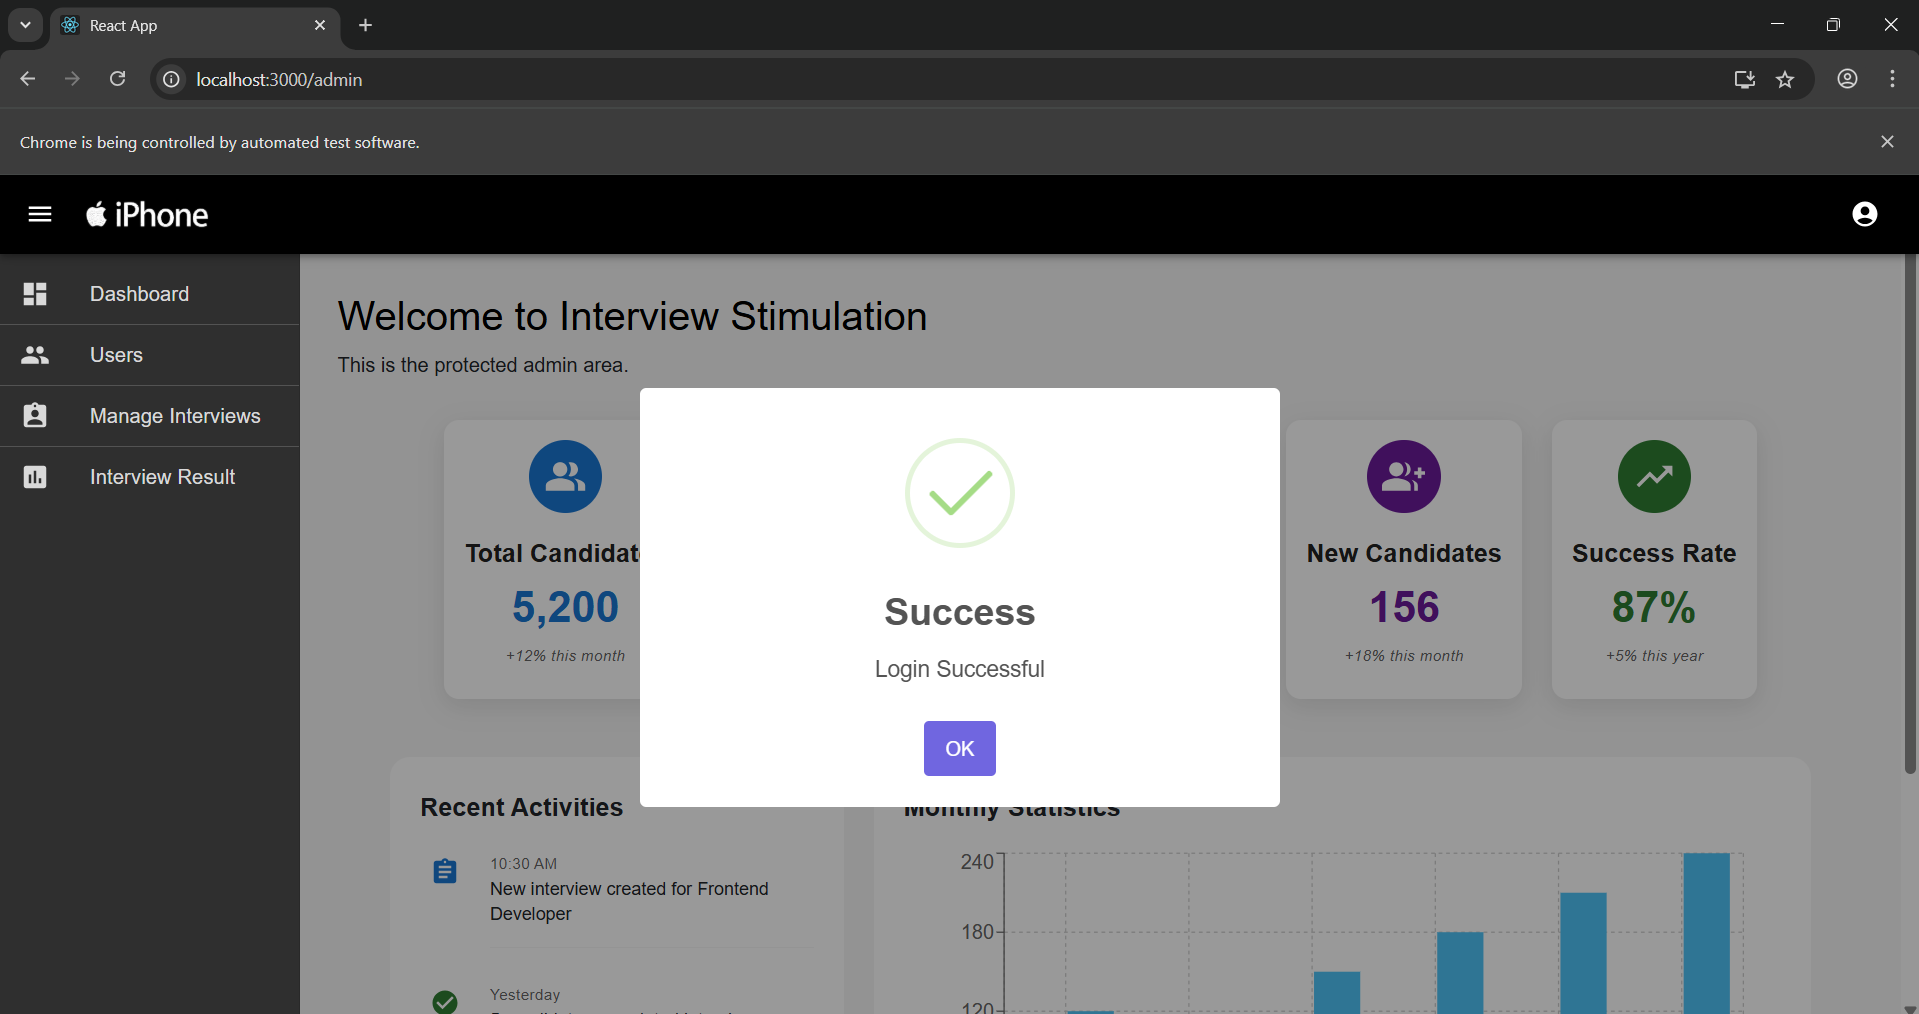 React App
localhost:3000/admin
Chrome is being controlled by automated test software.
iPhone
Dashboard
Users
Manage Interviews
Interview Result
Welcome to Interview Stimulation
This is the protected admin area.
Total Candidat
5,200
+12% this month
New Candidates
156
+18% this month
Success Rate
87%
+5% this year
Success
Login Successful
OK
Recent Activities
10:30 AM
New interview created for Frontend
Developer
Yesterday
Monthly Statistics
240
180
120